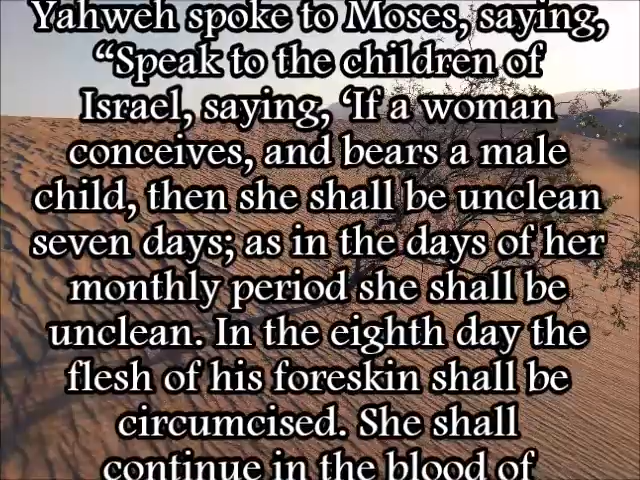 Yahweh spoke to Moses, saying,
“Speak to the children of
Israel, saying, ‘If a woman
conceives, and bears a male
child, then she shall be unclean
seven days; as in the days of her
monthly period she shall be
unclean. In the eighth day the
flesh of his foreskin shall be
circumcised. She shall
continue in the blood of